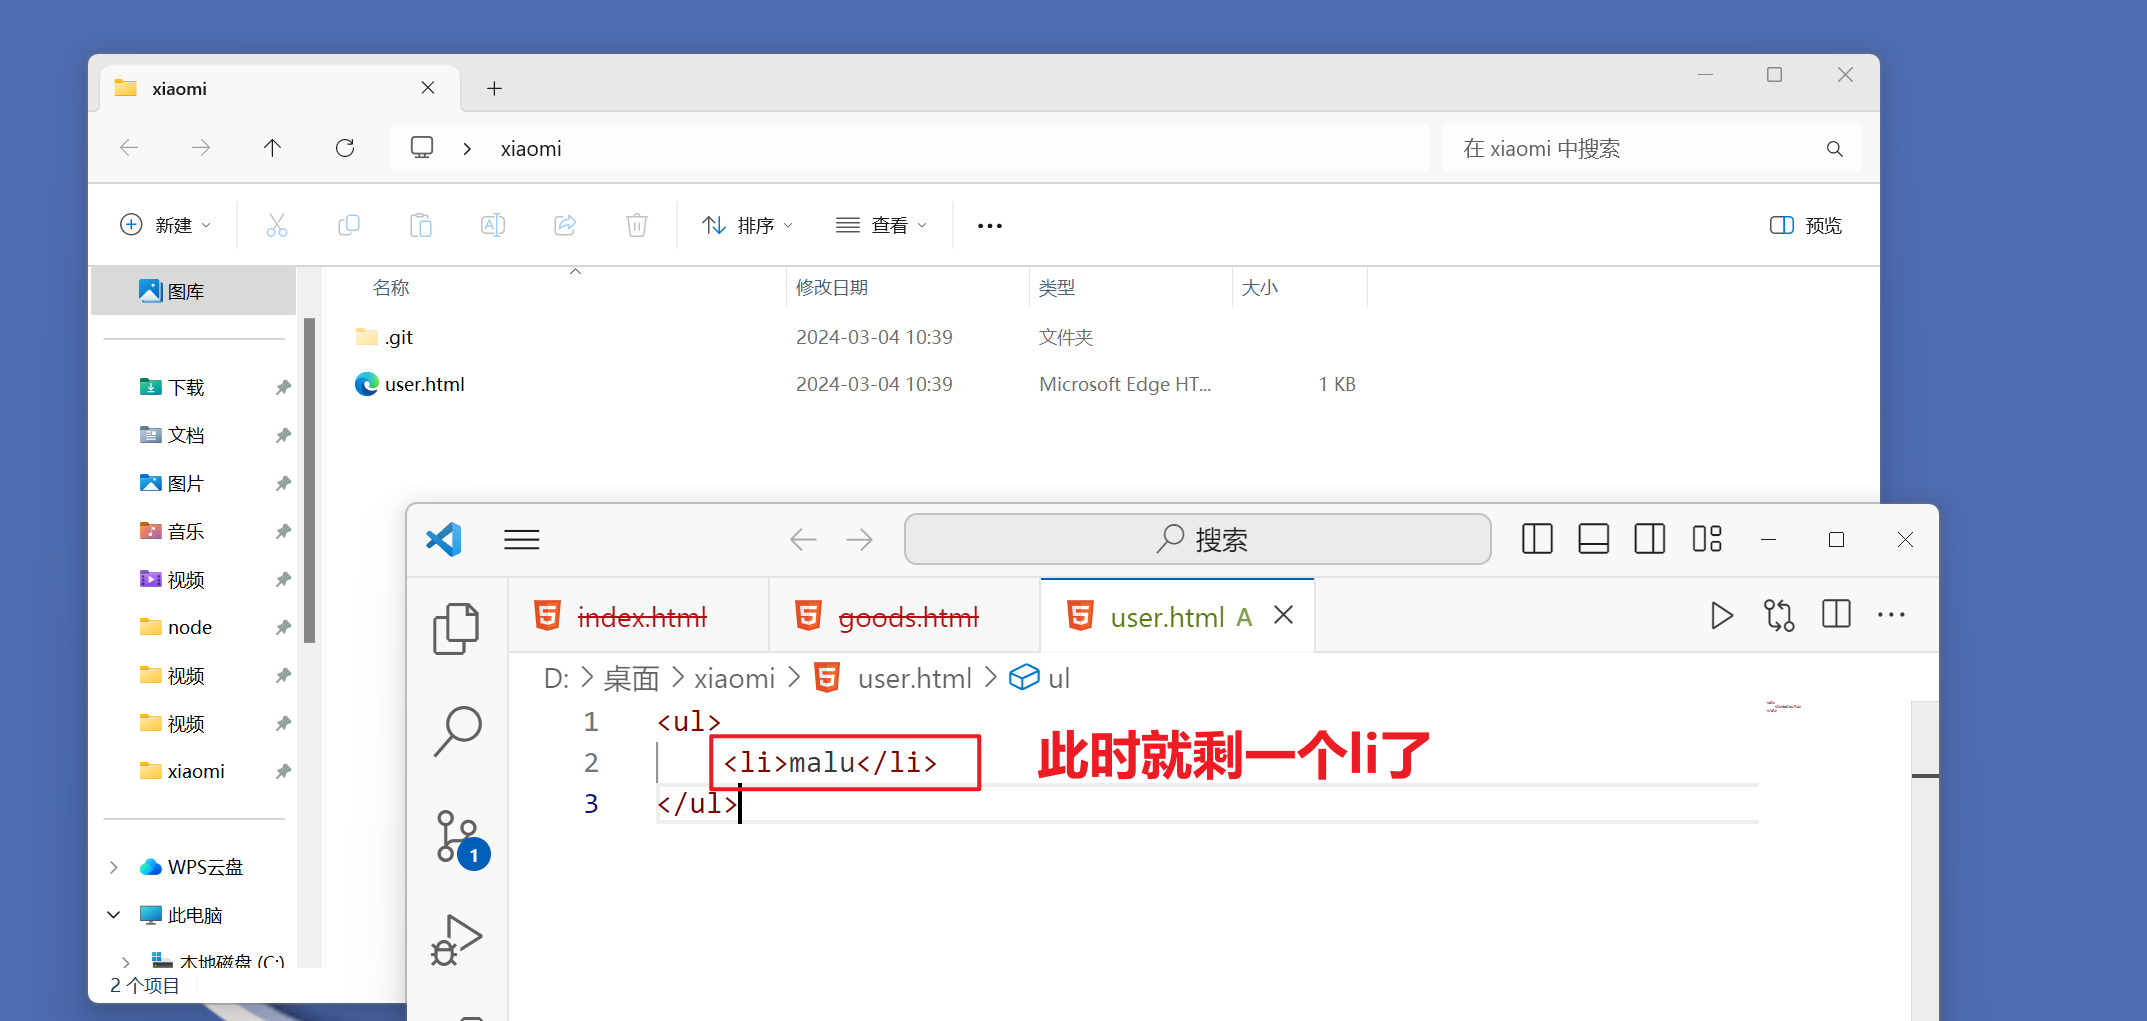 xiaomi
xiaomi
在 xiaomi 中搜索
新建
排序
查看
预览
图库
名称
修改日期
类型
大小
.git
2024-03-04 10:39
文件夹
user.html
2024-03-04 10:39
Microsoft Edge HT...
1 KB
下载
文档
图片
音乐
视频
node
视频
视频
xiaomi
WPS云盘
此电脑
本地磁盘 (C:)
2 个项目
搜索
index.html
goods.html
user.html A
D: > 桌面 > xiaomi > user.html > ul
1 <ul>
2 <li>malu</li>
此时就剩一个li了
3 </ul>
1